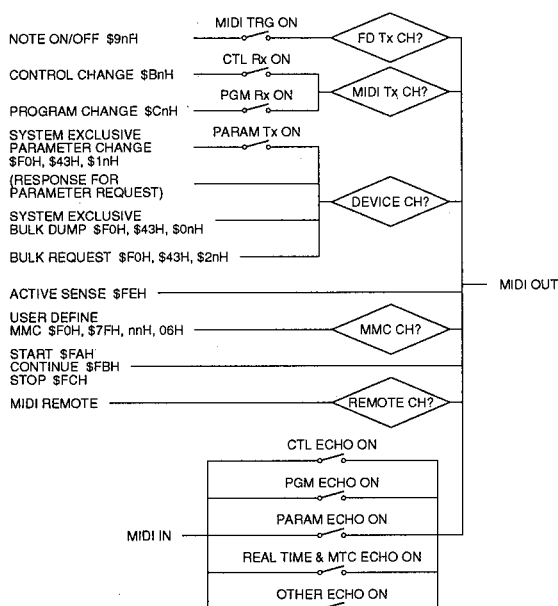 MIDI TRG ON
NOTE ON/OFF $9nH
FD Tx CH?
CTL Rx ON
CONTROL CHANGE $BnH
PGM Rx ON
MIDI Tx CH?
PROGRAM CHANGE $CnH
SYSTEM EXCLUSIVE
PARAMETER CHANGE
$F0H, $43H, $1nH
PARAM Tx ON
(RESPONSE FOR
PARAMETER REQUEST)
DEVICE CH?
SYSTEM EXCLUSIVE
BULK DUMP $F0H, $43H, $0nH
BULK REQUEST $F0H, $43H, $2nH
MIDI OUT
ACTIVE SENSE $FEH
USER DEFINE
MMC $F0H, $7FH, nnH, 06H
MMC CH?
START $FAH
CONTINUE $FBH
STOP $FCH
MIDI REMOTE
REMOTE CH?
CTL ECHO ON
PGM ECHO ON
PARAM ECHO ON
MIDI IN
REAL TIME & MTC ECHO ON
OTHER ECHO ON